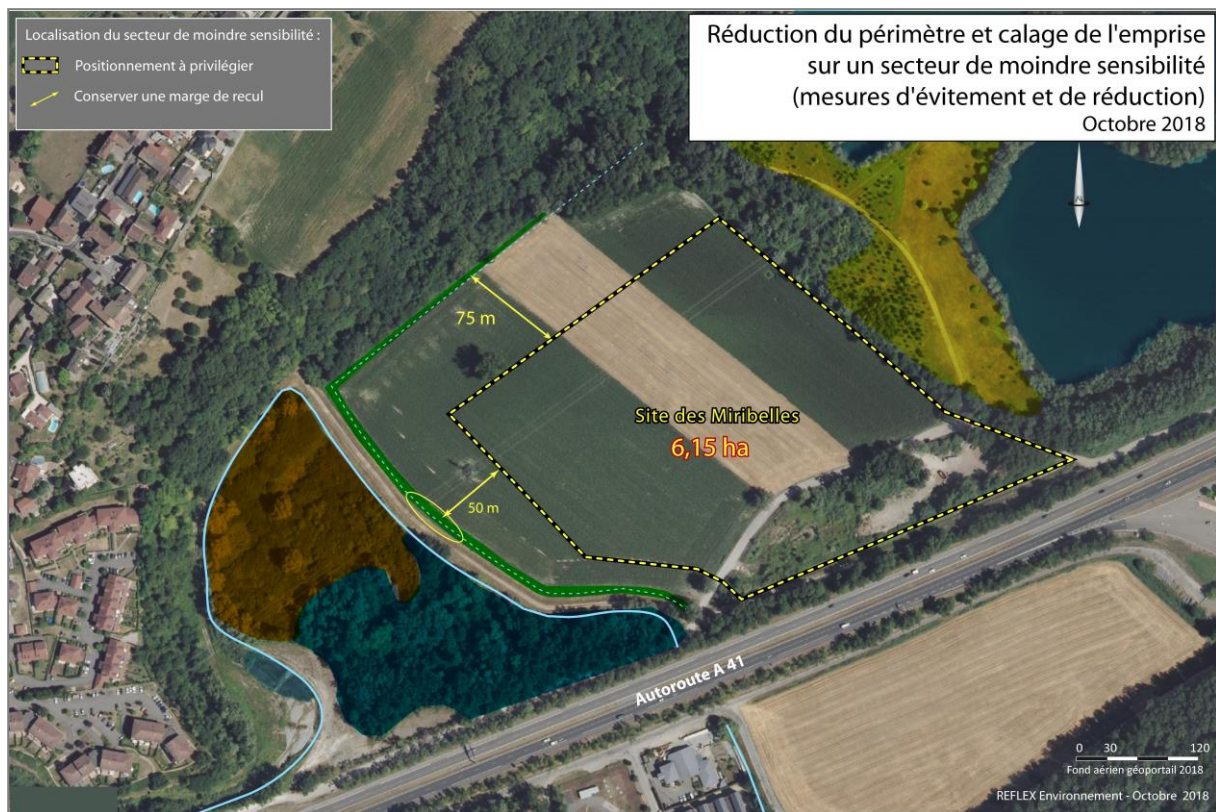 Localisation du secteur de moindre sensibilité :
Positionnement à privilégier
Conserver une marge de recul
Réduction du périmètre et calage de l'emprise
sur un secteur de moindre sensibilité
(mesures d'évitement et de réduction)
Octobre 2018
75 m
Site des Miribelles
6,15 ha
50 m
Autoroute A 41
0 30 120
Fond aérien géoportail 2018
REFLEX Environnement - Octobre 2018